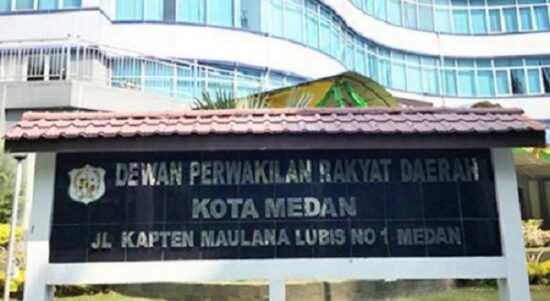 DEWAN PERWAKILAN RAKYAT DAERAH
KOTA MEDAN
JL KAPTEN MAULANA LUBIS NO 1 MEDAN